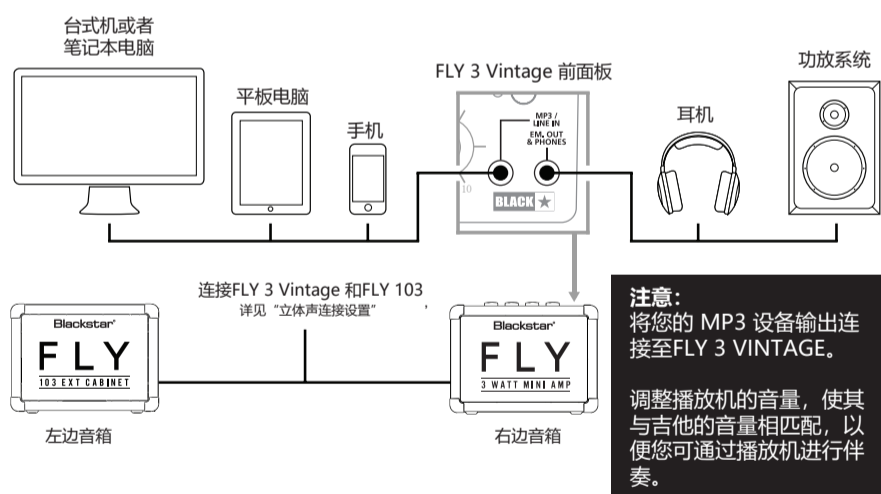 台式机或者
笔记本电脑
平板电脑
手机
FLY 3 Vintage 前面板
MP3 /
LINE IN
EM. OUT
& PHONES
10
BLACK★
耳机
功放系统
连接FLY 3 Vintage 和FLY 103
详见“立体声连接设置” ’
Blackstar
FLY
103 EXT CABINET
左边音箱
Blackstar
FLY
3 WATT MINI AMP
右边音箱
注意:
将您的 MP3 设备输出连
接至FLY 3 VINTAGE。
调整播放机的音量，使其
与吉他的音量相匹配，以
便您可通过播放机进行伴
奏。